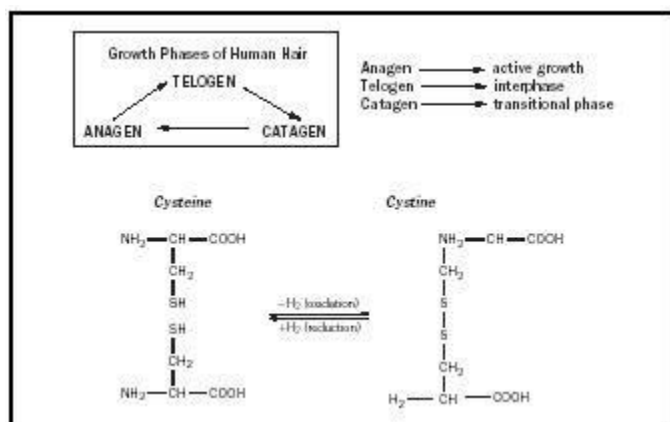 Growth Phases of Human Hair
TELOGEN
ANAGEN CATAGEN
Anagen active growth
Telogen interphase
Catagen transitional phase
Cysteine Cystine
NH2 CH COOH NH2 CH COOH
CH2 CH2
SH S
–H2 (oxidation)
+H2 (reduction)
SH S
CH2 CH2
NH2 CH COOH H2 CH COOH